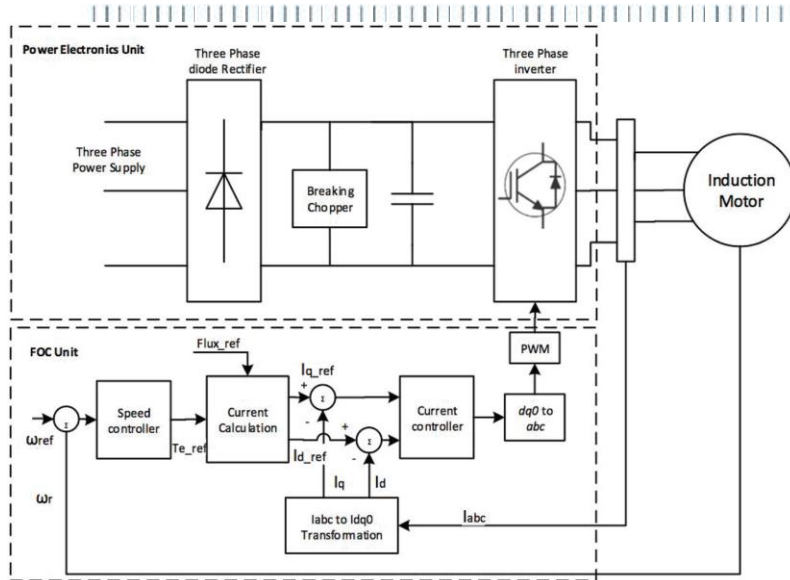 Power Electronics Unit
Three Phase
diode Rectifier
Three Phase
inverter
Three Phase
Power Supply
Breaking
Chopper
Induction
Motor
FOC Unit
Flux_ref
PWM
Iq_ref
+
Σ
-
ωref
Σ
Speed
controller
Te_ref
Current
Calculation
+
Σ
-
Id_ref
Current
controller
dq0 to
abc
Iq
Id
ωr
Iabc to Idq0
Transformation
Iabc